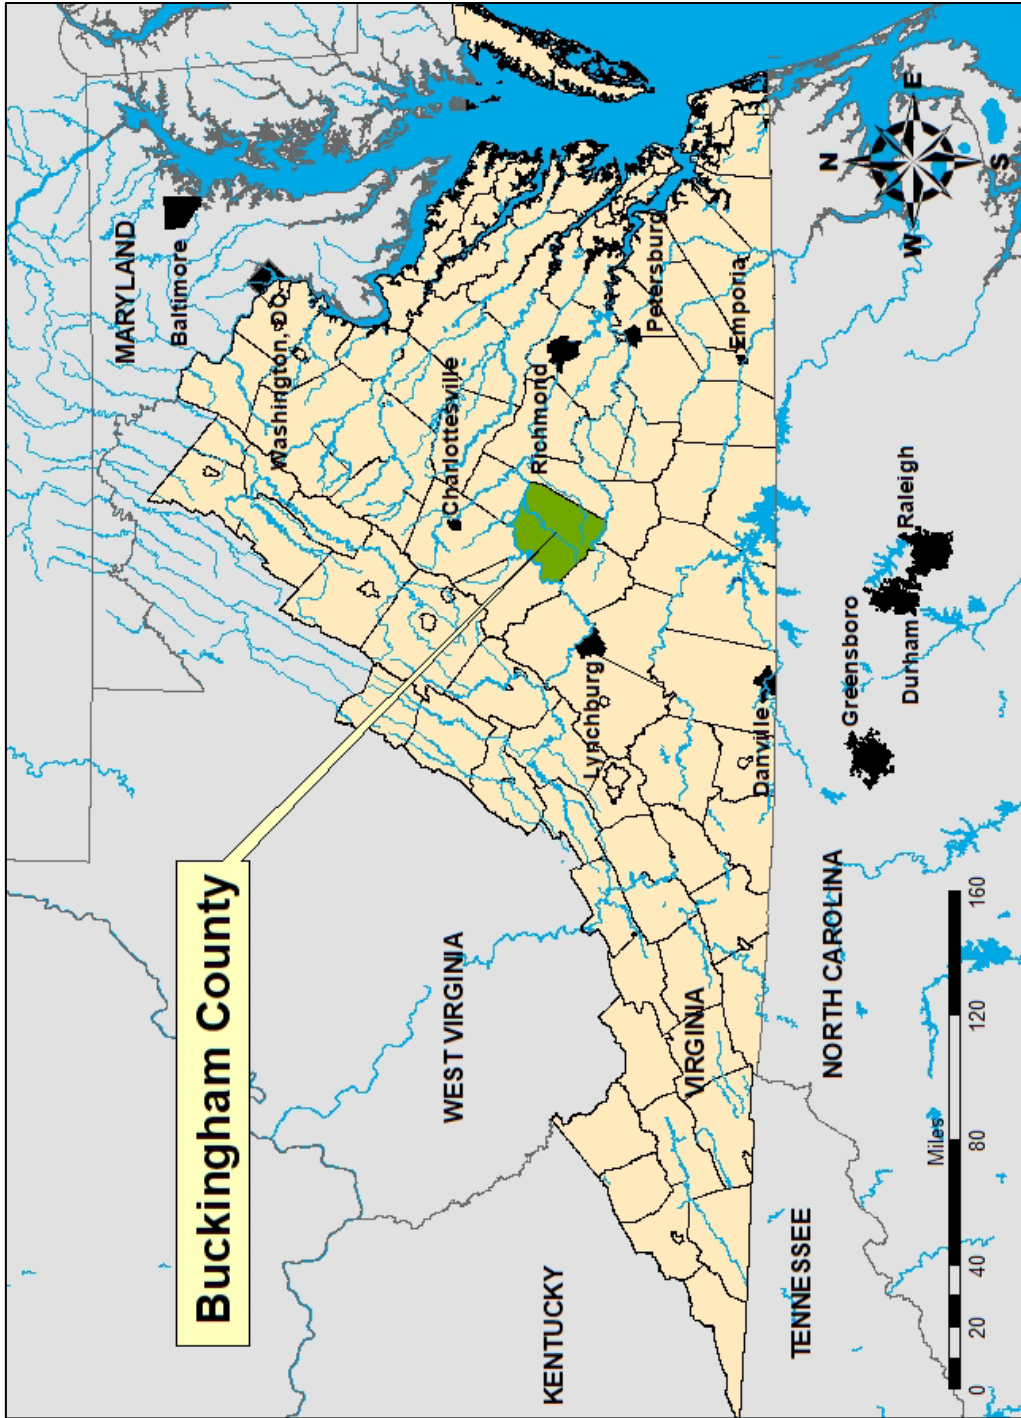 MARYLAND
Baltimore
Washington, DC
Buckingham County
Charlottesville
WEST VIRGINIA
Richmond
KENTUCKY
Lynchburg
Petersburg
VIRGINIA
Emporia
Danville
TENNESSEE
NORTH CAROLINA
Greensboro
Durham
Raleigh
N
W
E
S
Miles
0 20 40 80 120 160